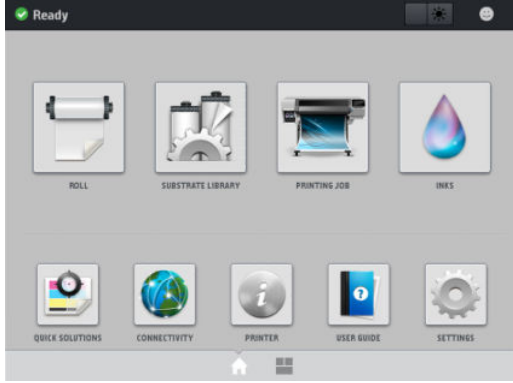 Ready
ROLL
SUBSTRATE LIBRARY
PRINTING JOB
INKS
QUICK SOLUTIONS
CONNECTIVITY
PRINTER
USER GUIDE
SETTINGS